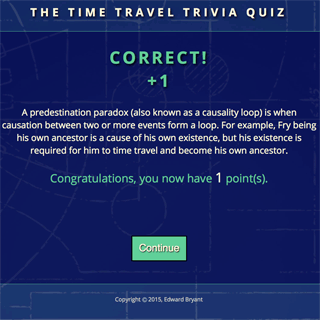 THE TIME TRAVEL TRIVIA QUIZ
CORRECT!
+1
A predestination paradox (also known as a causality loop) is when
causation between two or more events form a loop. For example, Fry being
his own ancestor is a cause of his own existence, but his existence is
required for him to time travel and become his own ancestor.
Congratulations, you now have 1 point(s).
Continue
Copyright © 2015, Edward Bryant